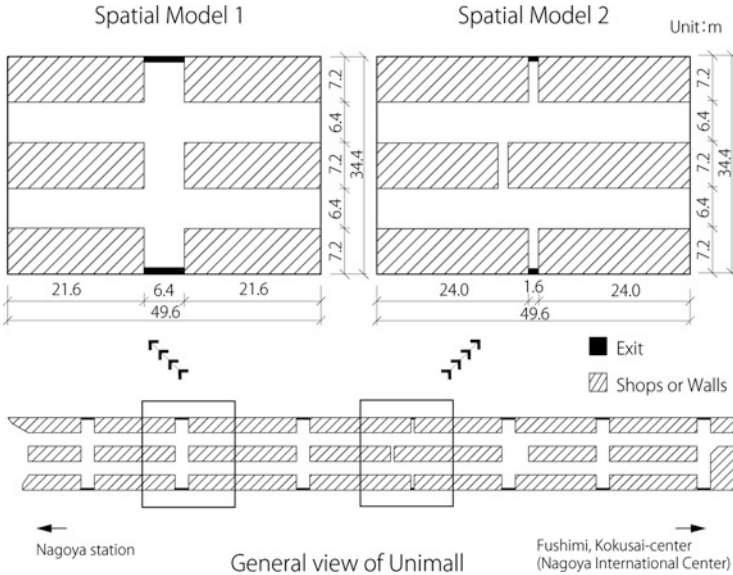 Spatial Model 1
Spatial Model 2
Unit:m
7.2
6.4
7.2
6.4
7.2
34.4
7.2
6.4
7.2
6.4
7.2
34.4
21.6
6.4
21.6
49.6
24.0
1.6
24.0
49.6
Exit
Shops or Walls
Nagoya station
General view of Unimall
Fushimi, Kokusai-center
(Nagoya International Center)